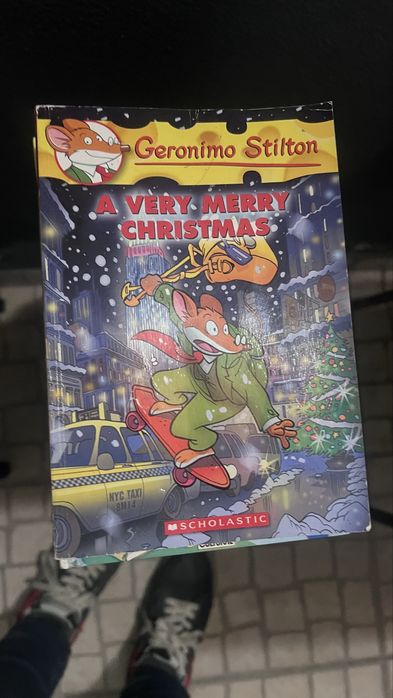 Geronimo Stilton
A VERY MERRY
CHRISTMAS
NYC TAXI
SCHOLASTIC